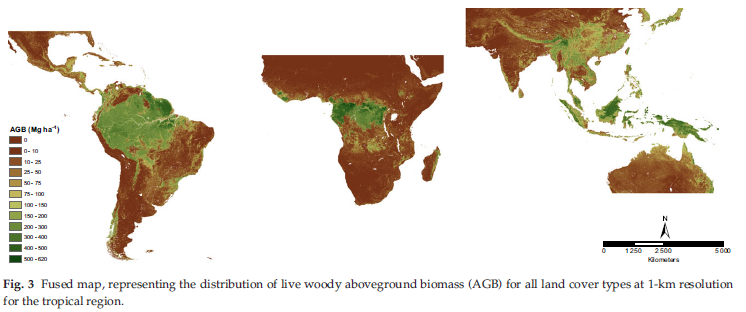 AGB (Mg ha⁻¹)
0
0 - 10
10 - 25
25 - 50
50 - 75
75 - 100
100 - 150
150 - 200
200 - 300
300 - 400
400 - 500
500 - 620
N
0 1 250 2 500 5 000
Kilometers
Fig. 3 Fused map, representing the distribution of live woody aboveground biomass (AGB) for all land cover types at 1-km resolution
for the tropical region.